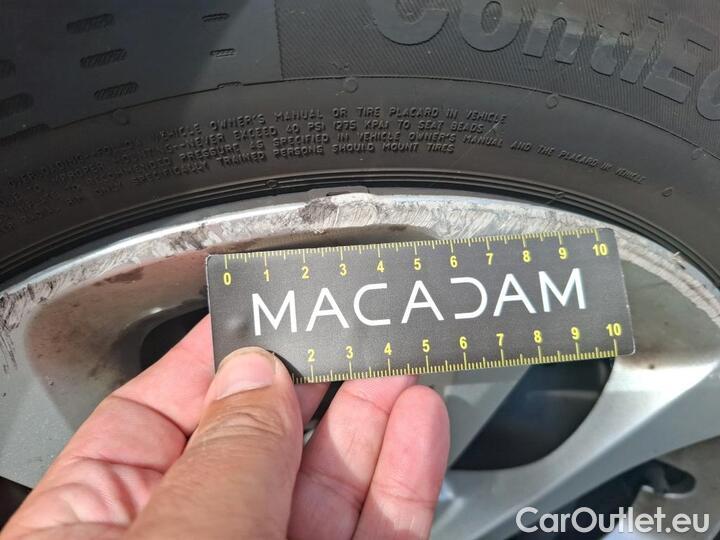 ContiEc
VEHICLE OWNER'S MANUAL OR TIRE PLACARD IN VEHICLE
NEVER EXCEED 40 PSI (275 KPA) TO SEAT BEADS
PRESSURE AS SPECIFIED IN VEHICLE OWNER'S MANUAL AND THE PLACARD IN VEHICLE
ONLY SPECIFICALLY TRAINED PERSONS SHOULD MOUNT TIRES
0 1 2 3 4 5 6 7 8 9 10
MACADAM
2 3 4 5 6 7 8 9 10
CarOutlet.eu